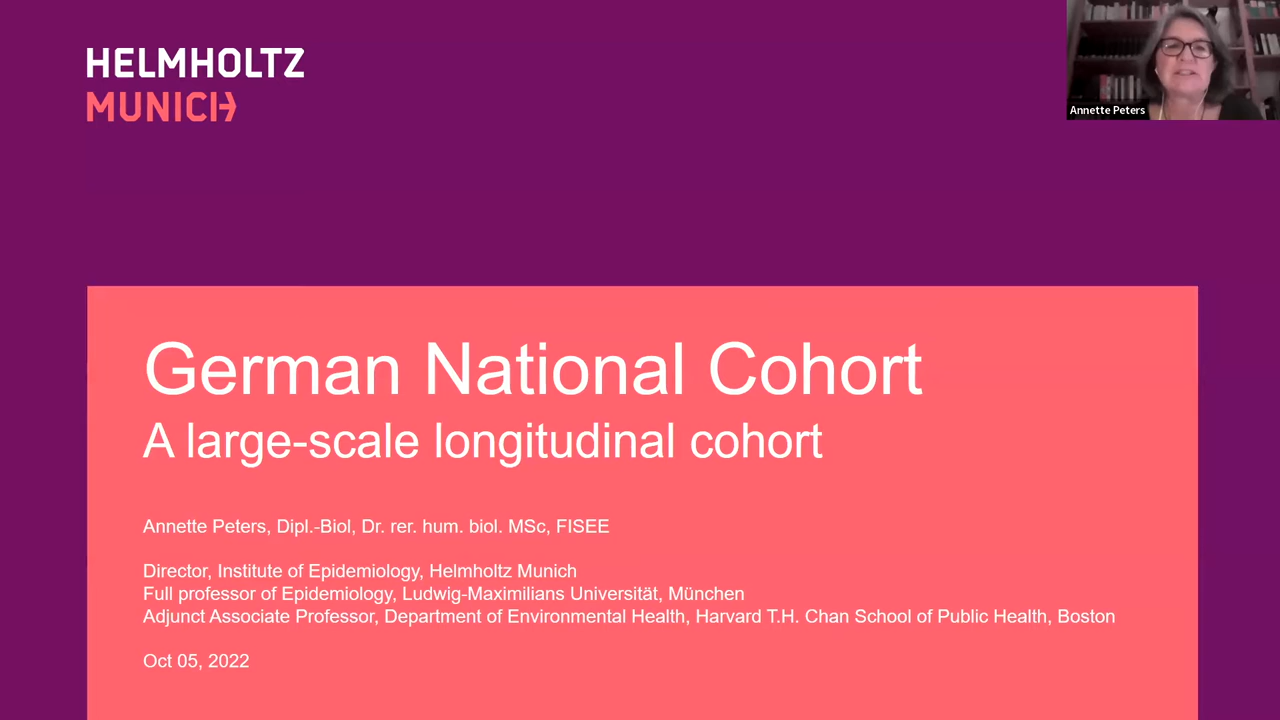 HELMHOLTZ
MUNICH
Annette Peters
German National Cohort
A large-scale longitudinal cohort
Annette Peters, Dipl.-Biol, Dr. rer. hum. biol. MSc, FISEE
Director, Institute of Epidemiology, Helmholtz Munich
Full professor of Epidemiology, Ludwig-Maximilians Universität, München
Adjunct Associate Professor, Department of Environmental Health, Harvard T.H. Chan School of Public Health, Boston
Oct 05, 2022